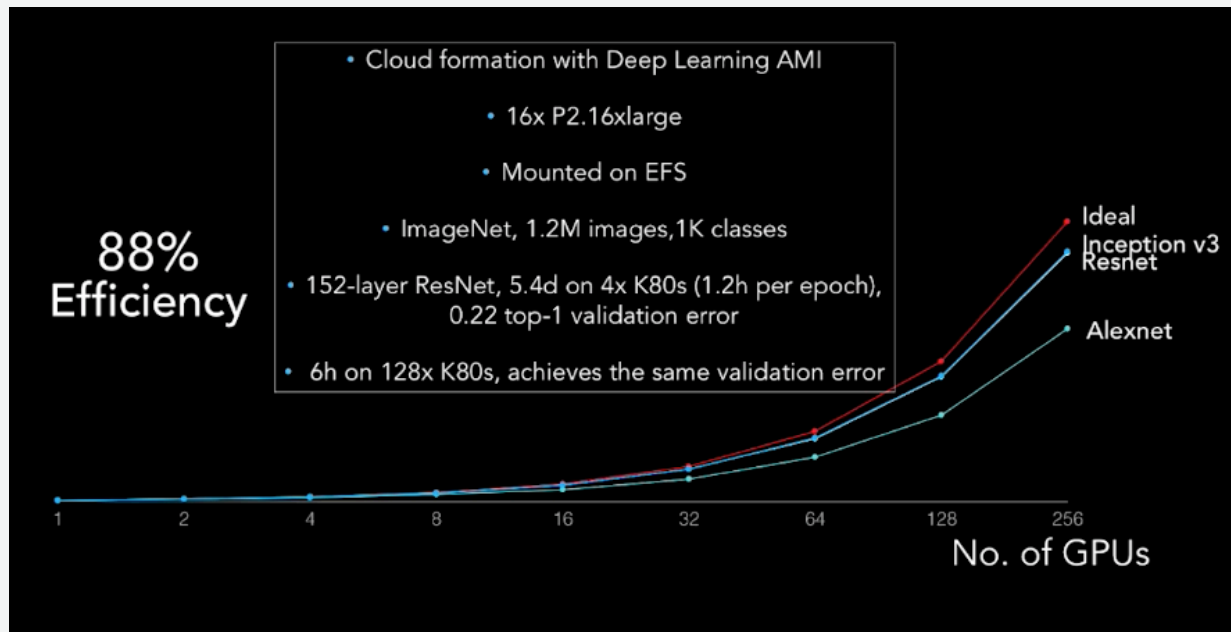 • Cloud formation with Deep Learning AMI
• 16x P2.16xlarge
• Mounted on EFS
• ImageNet, 1.2M images,1K classes
• 152-layer ResNet, 5.4d on 4x K80s (1.2h per epoch),
0.22 top-1 validation error
• 6h on 128x K80s, achieves the same validation error
88%
Efficiency
Ideal
Inception v3
Resnet
Alexnet
1 2 4 8 16 32 64 128 256
No. of GPUs